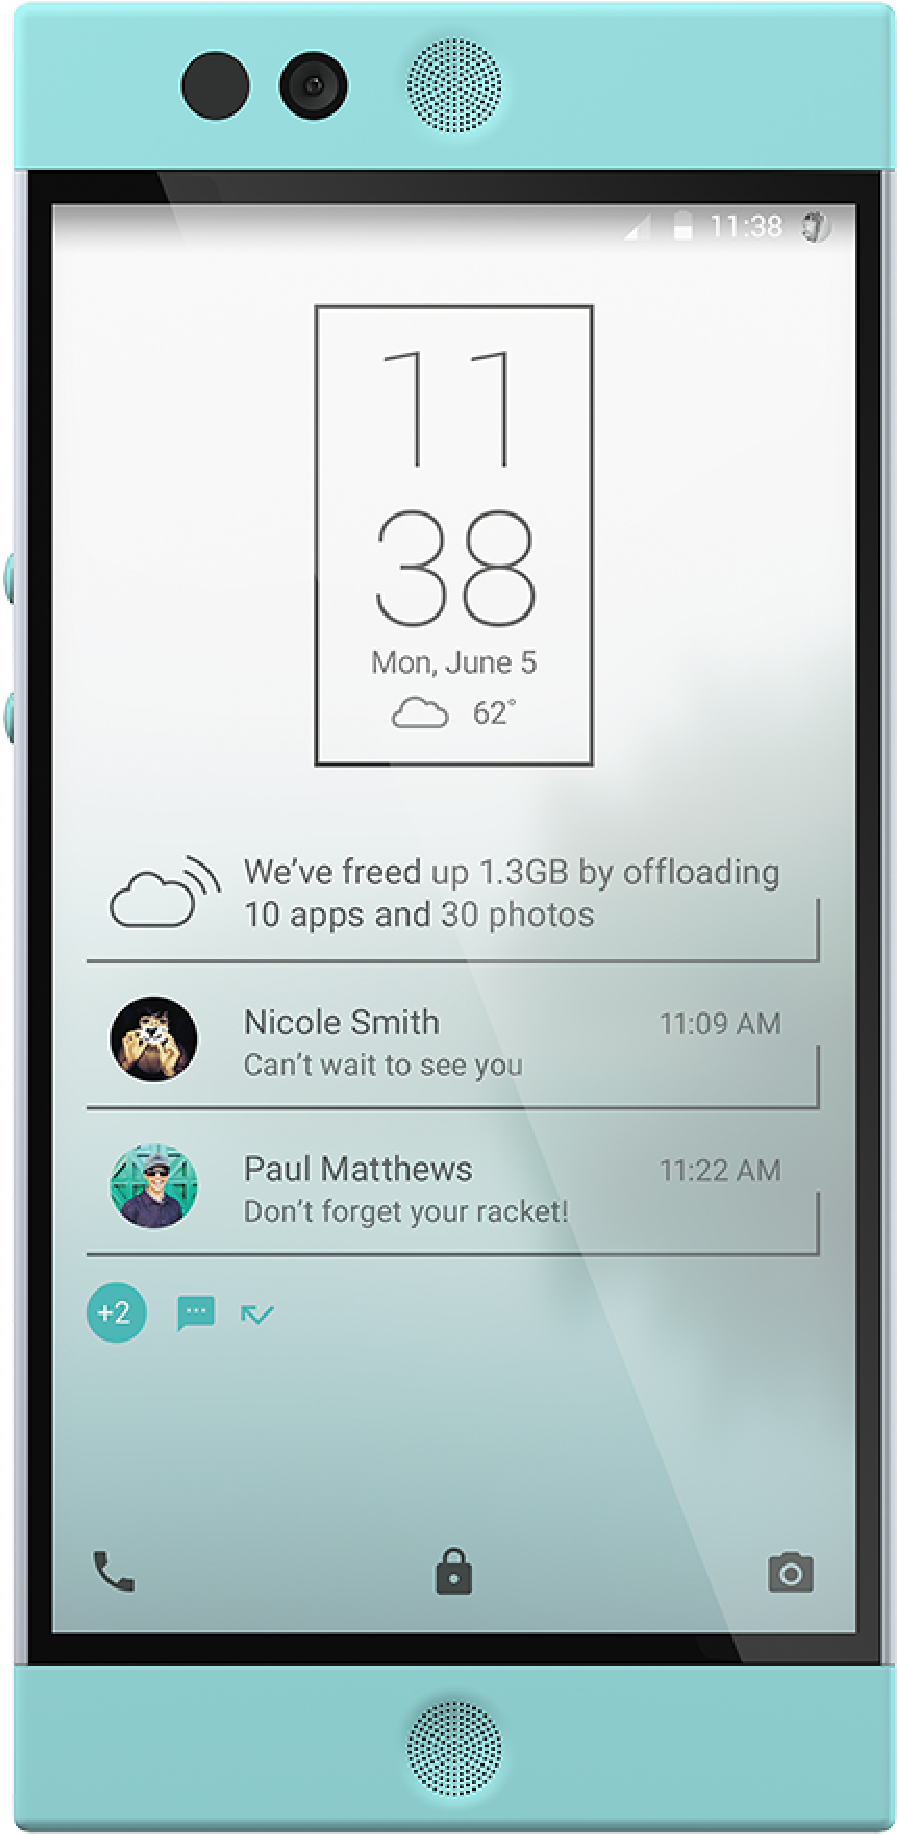 11:38
11
38
Mon, June 5
62°
We’ve freed up 1.3GB by offloading
10 apps and 30 photos
Nicole Smith 11:09 AM
Can’t wait to see you
Paul Matthews 11:22 AM
Don’t forget your racket!
+2